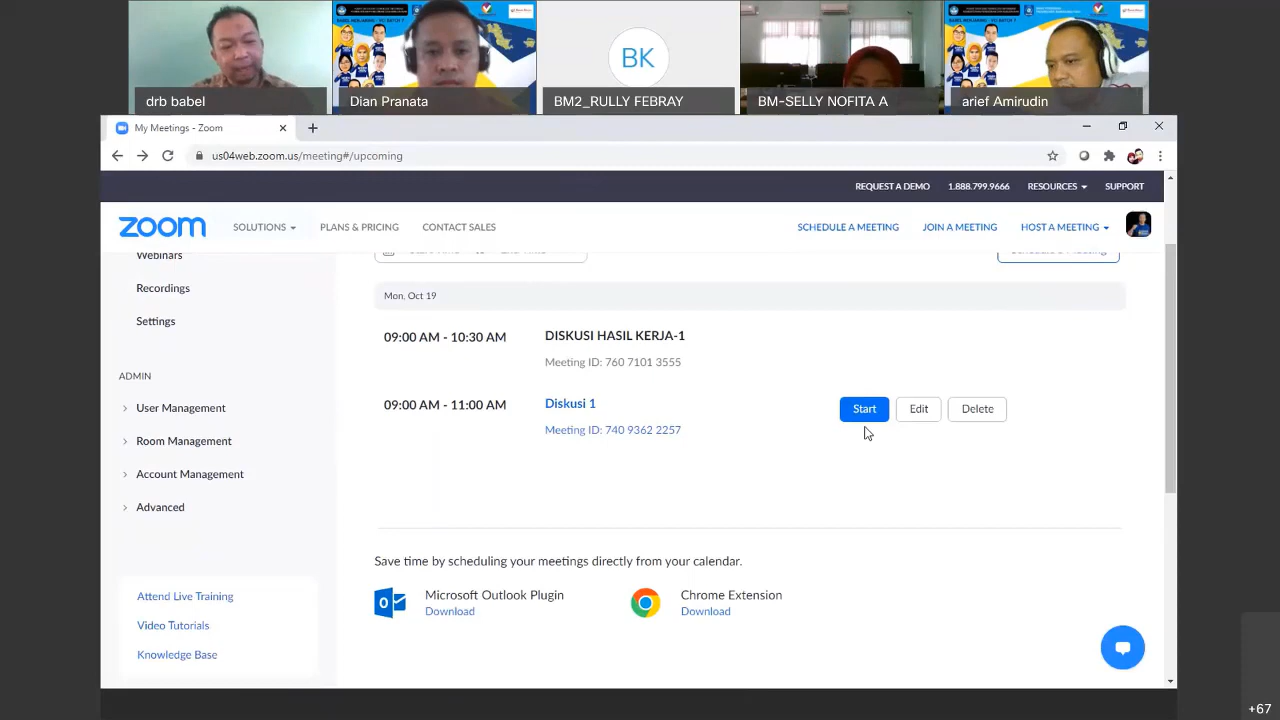 drb babel
Dian Pranata
BK
BM2_RULLY FEBRAY
BM-SELLY NOFITA A
arief Amirudin
My Meetings - Zoom
us04web.zoom.us/meeting#/upcoming
REQUEST A DEMO 1.888.799.9666 RESOURCES SUPPORT
zoom SOLUTIONS PLANS & PRICING CONTACT SALES SCHEDULE A MEETING JOIN A MEETING HOST A MEETING
Webinars
Recordings
Settings
ADMIN
User Management
Room Management
Account Management
Advanced
Attend Live Training
Video Tutorials
Knowledge Base
Mon, Oct 19
09:00 AM - 10:30 AM DISKUSI HASIL KERJA-1
Meeting ID: 760 7101 3555
09:00 AM - 11:00 AM Diskusi 1 Start Edit Delete
Meeting ID: 740 9362 2257
Save time by scheduling your meetings directly from your calendar.
Microsoft Outlook Plugin
Download
Chrome Extension
Download
+67